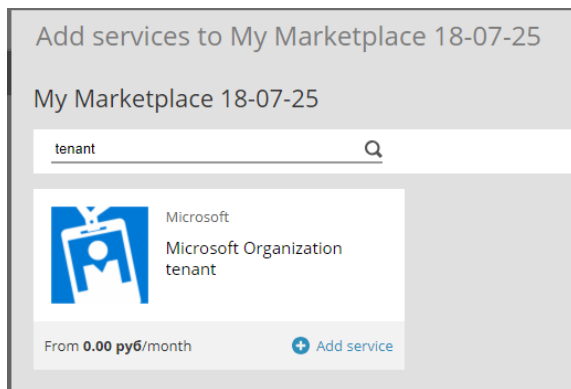 Add services to My Marketplace 18-07-25
My Marketplace 18-07-25
tenant
Microsoft
Microsoft Organization
tenant
From 0.00 руб/month
Add service